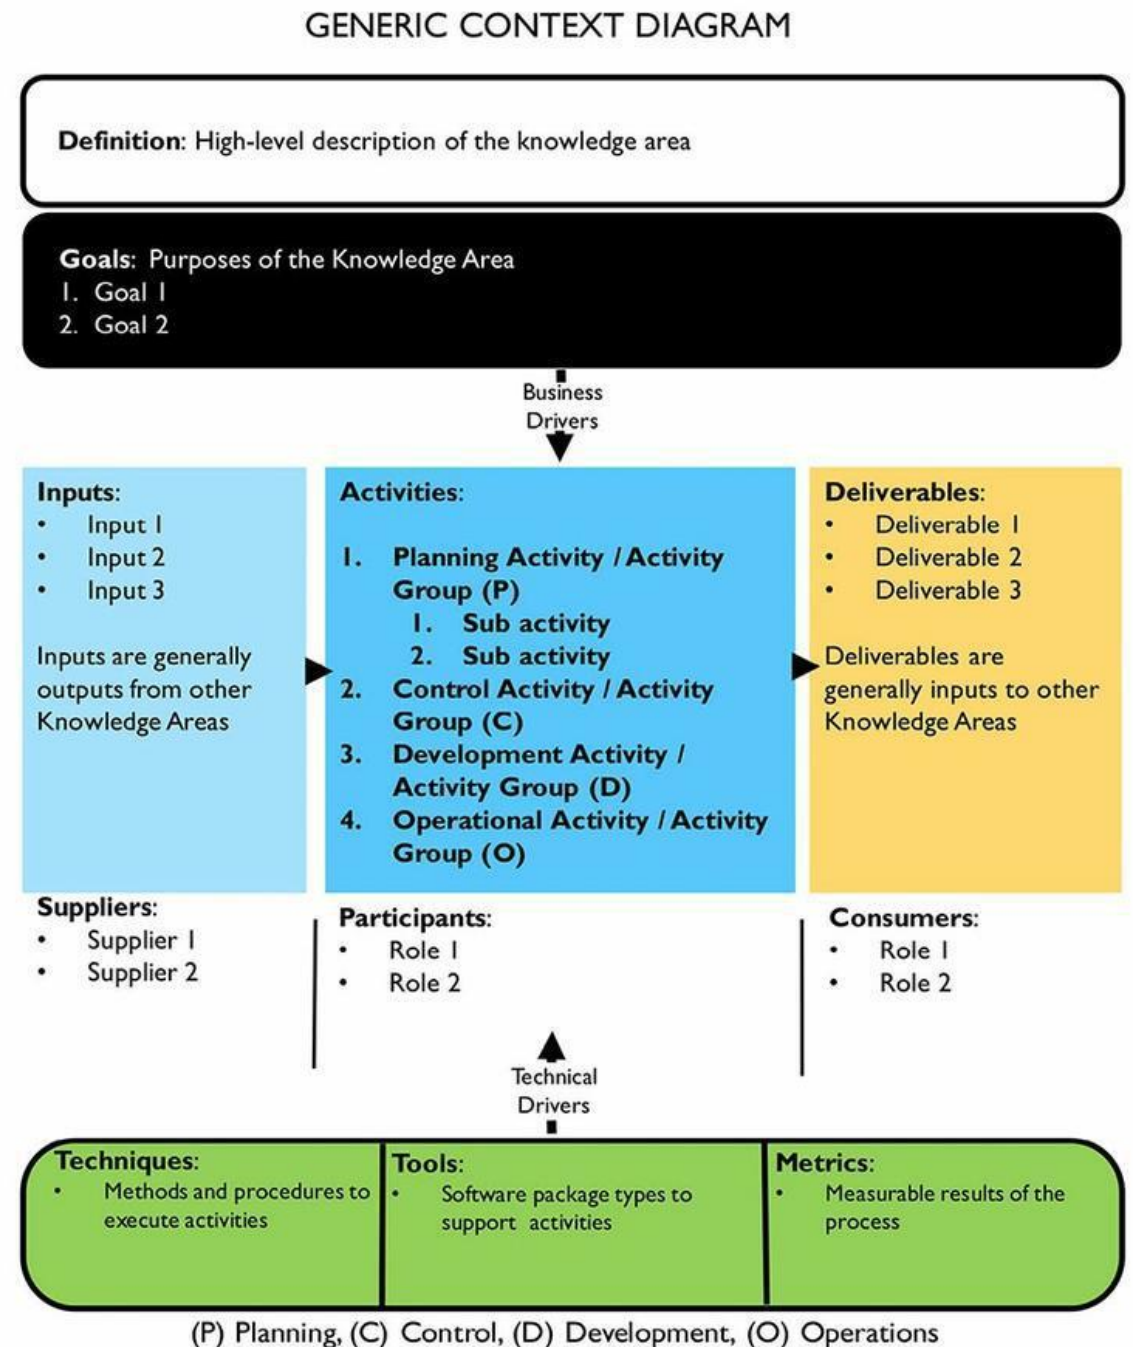 GENERIC CONTEXT DIAGRAM
Definition: High-level description of the knowledge area
Goals: Purposes of the Knowledge Area
1. Goal 1
2. Goal 2
Business
Drivers
Inputs:
• Input 1
• Input 2
• Input 3
Inputs are generally
outputs from other
Knowledge Areas
Activities:
1. Planning Activity / Activity
Group (P)
1. Sub activity
2. Sub activity
2. Control Activity / Activity
Group (C)
3. Development Activity /
Activity Group (D)
4. Operational Activity / Activity
Group (O)
Deliverables:
• Deliverable 1
• Deliverable 2
• Deliverable 3
Deliverables are
generally inputs to other
Knowledge Areas
Suppliers:
• Supplier 1
• Supplier 2
Participants:
• Role 1
• Role 2
Consumers:
• Role 1
• Role 2
Technical
Drivers
Techniques:
• Methods and procedures to
execute activities
Tools:
• Software package types to
support activities
Metrics:
• Measurable results of the
process
(P) Planning, (C) Control, (D) Development, (O) Operations